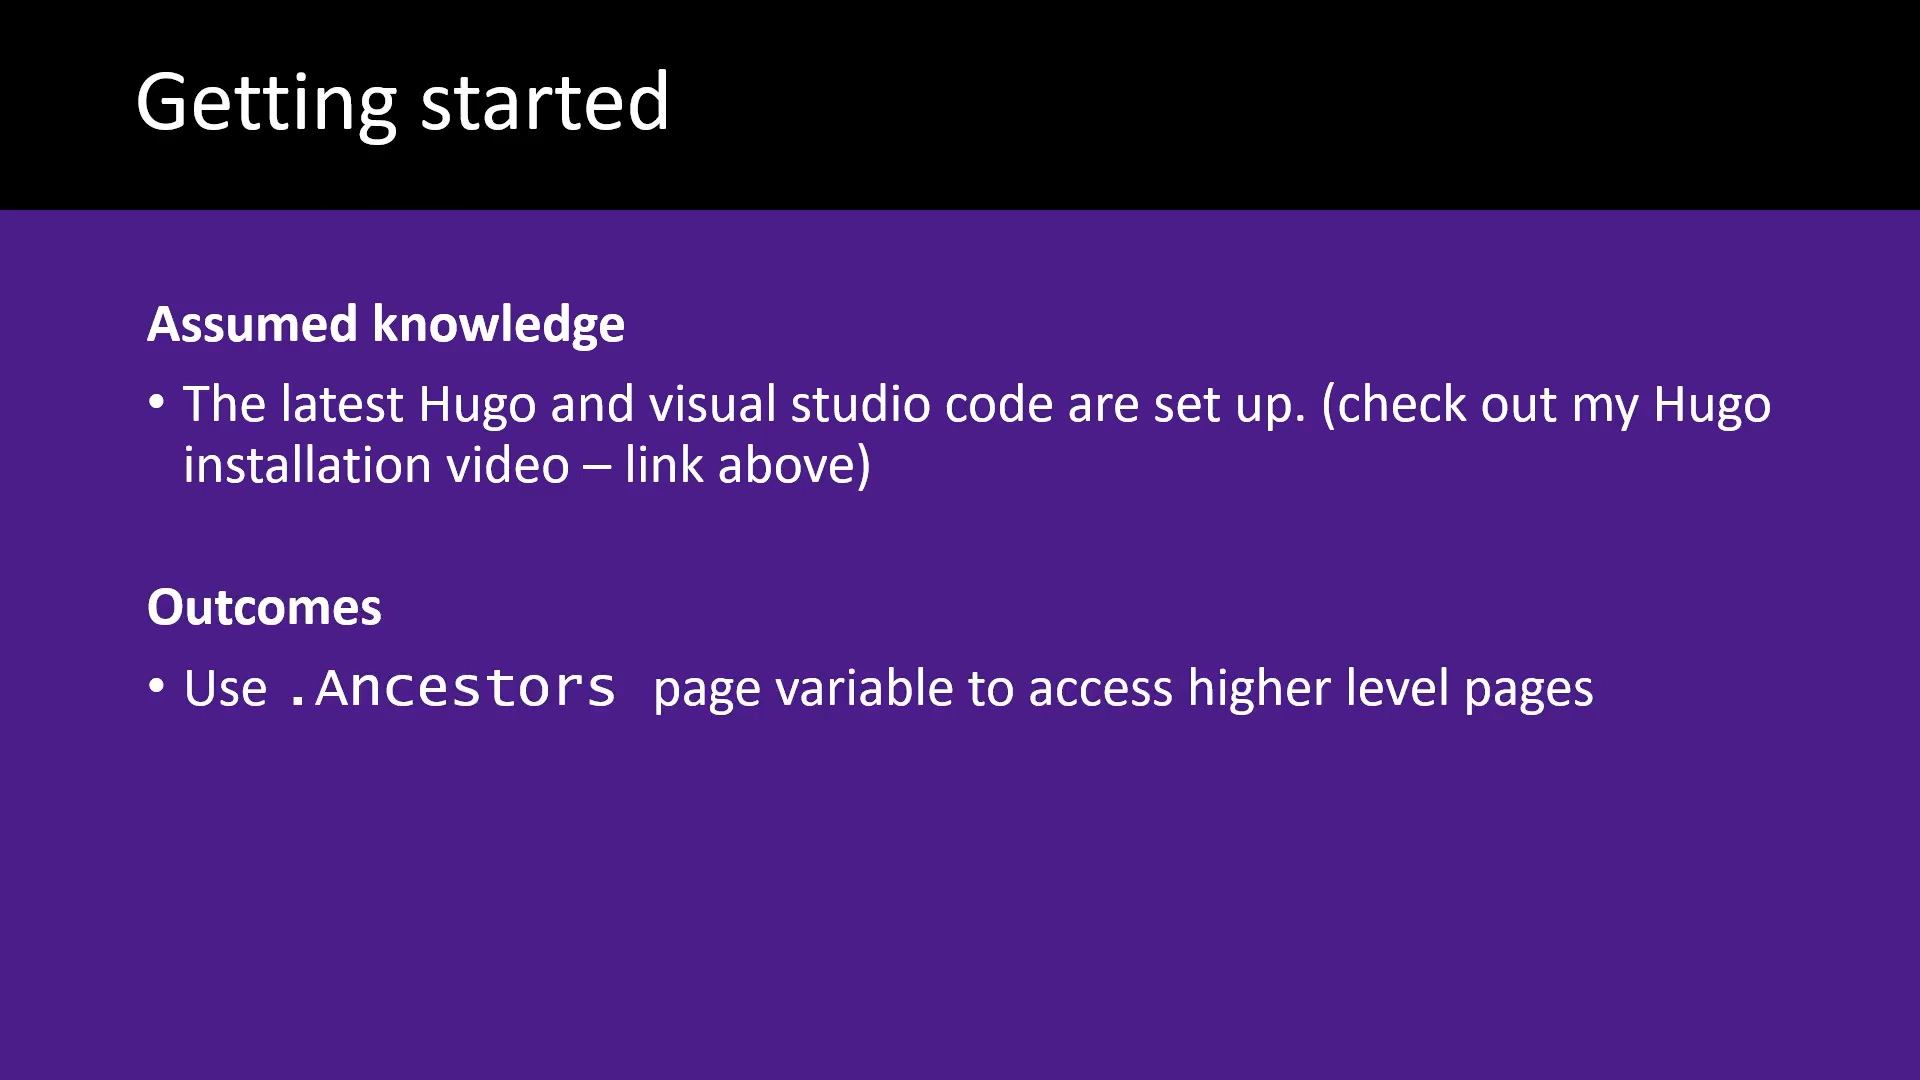 Getting started
Assumed knowledge
• The latest Hugo and visual studio code are set up. (check out my Hugo
installation video – link above)
Outcomes
• Use .Ancestors page variable to access higher level pages